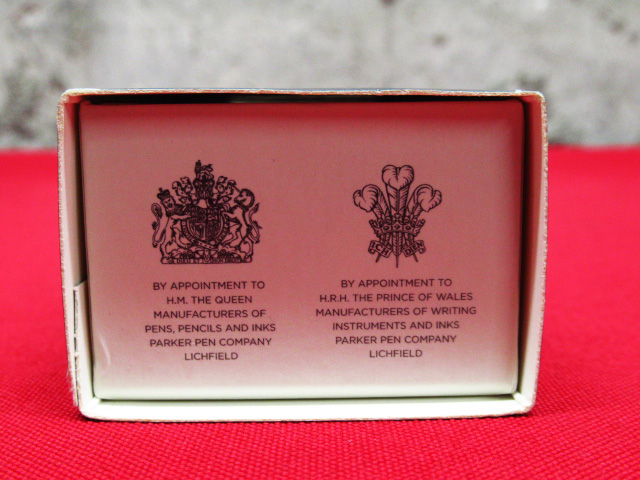 BY APPOINTMENT TO
H.M. THE QUEEN
MANUFACTURERS OF
PENS, PENCILS AND INKS
PARKER PEN COMPANY
LICHFIELD
BY APPOINTMENT TO
H.R.H. THE PRINCE OF WALES
MANUFACTURERS OF WRITING
INSTRUMENTS AND INKS
PARKER PEN COMPANY
LICHFIELD